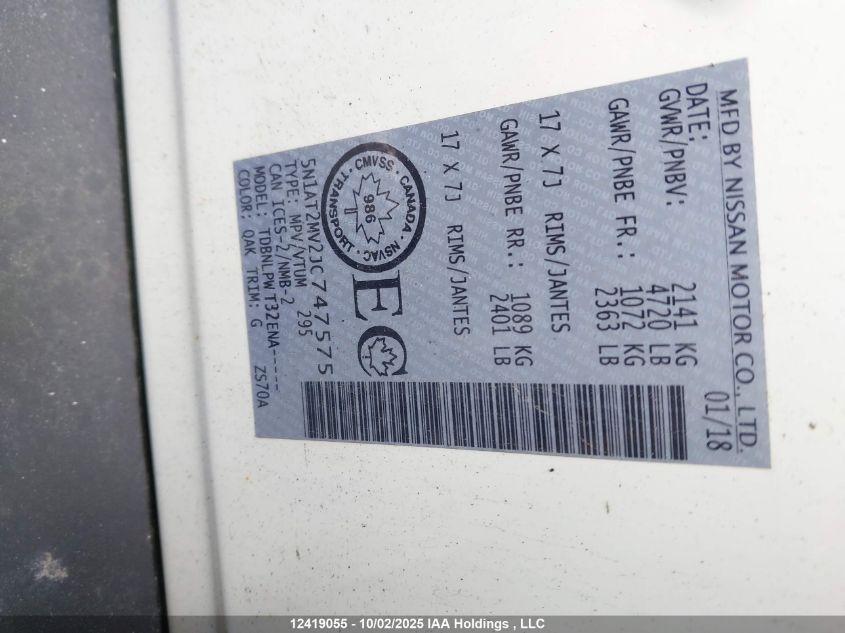 MFD BY NISSAN MOTOR CO., LTD.
DATE: 01/18
GVWR/PNBV: 2141 KG
4720 LB
GAWR/PNBE FR.: 1072 KG
2363 LB
17 X 7J RIMS/JANTES
GAWR/PNBE RR.: 1089 KG
2401 LB
17 X 7J RIMS/JANTES
CMVSS · CANADA · NSVAC · TRANSPORT
986
EC
5N1AT2MV2JC747575
TYPE: MPV/VTUM 295
CAN ICES-2/NMB-2
MODEL: TDBNLPW T32ENA-----
COLOR: QAK TRIM: G ZS70A
12419055 - 10/02/2025 IAA Holdings , LLC